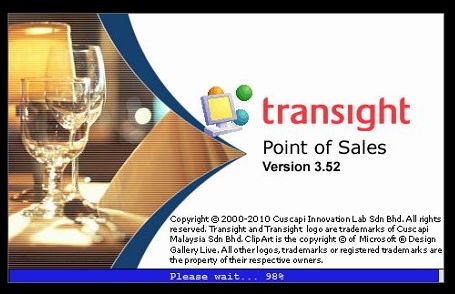 transıght
Point of Sales
Version 3.52
Copyright © 2000-2010 Cuscapi Innovation Lab Sdn Bhd. All rights
reserved. Transight and Transight logo are trademarks of Cuscapi
Malaysia Sdn Bhd. ClipArt is the copyright © of Microsoft ® Design
Gallery Live. All other logos, trademarks or registered trademarks are
the property of their respective owners.
Please wait... 98%